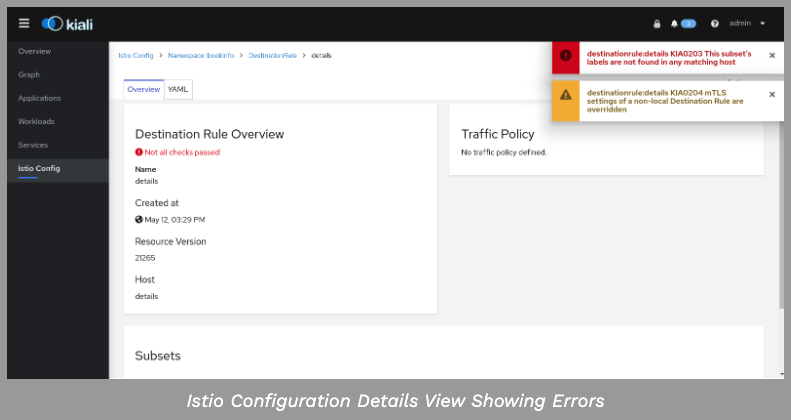 kiali
2
admin
Overview
Graph
Applications
Workloads
Services
Istio Config
Istio Config > Namespace: bookinfo > DestinationRule > details
destinationrule:details KIA0203 This subset's
labels are not found in any matching host
destinationrule:details KIA0204 mTLS
settings of a non-local Destination Rule are
overridden
Overview YAML
Destination Rule Overview
Not all checks passed
Name
details
Created at
May 12, 03:29 PM
Resource Version
21265
Host
details
Traffic Policy
No traffic policy defined.
Subsets
Istio Configuration Details View Showing Errors